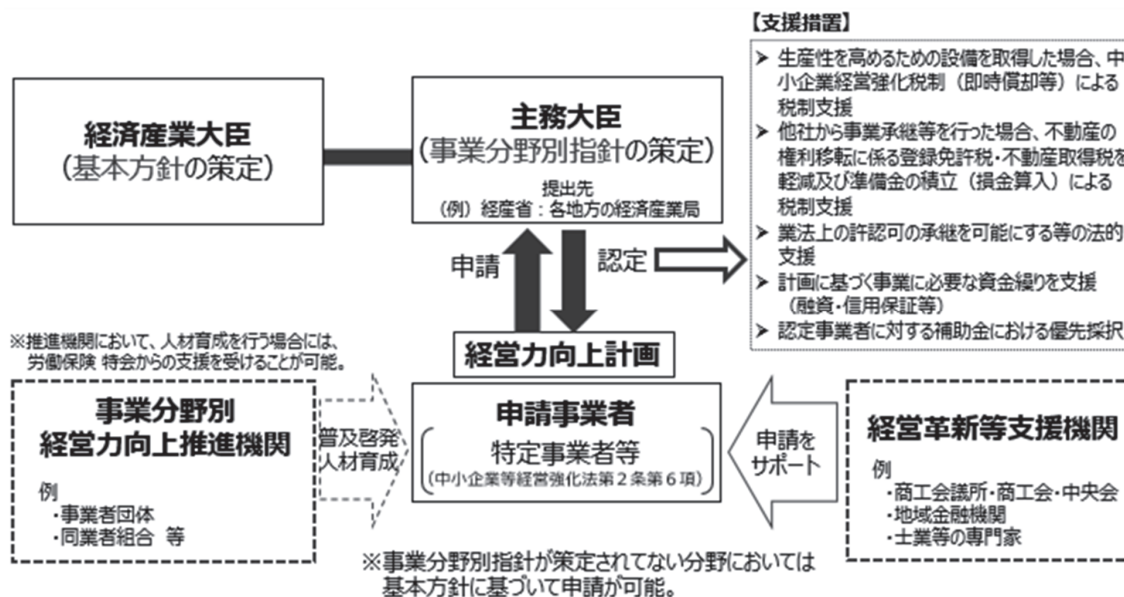 【支援措置】
➤ 生産性を高めるための設備を取得した場合、中
小企業経営強化税制（即時償却等）による
税制支援
➤ 他社から事業承継等を行った場合、不動産の
権利移転に係る登録免許税・不動産取得税を
軽減及び準備金の積立（損金算入）による
税制支援
➤ 業法上の許認可の承継を可能にする等の法的
支援
➤ 計画に基づく事業に必要な資金繰りを支援
（融資・信用保証等）
➤ 認定事業者に対する補助金における優先採択
経済産業大臣
（基本方針の策定）
主務大臣
（事業分野別指針の策定）
提出先
（例）経産省：各地方の経済産業局
申請
認定
経営力向上計画
※推進機関において、人材育成を行う場合には、
労働保険 特会からの支援を受けることが可能。
事業分野別
経営力向上推進機関
例
・事業者団体
・同業者組合 等
普及啓発
人材育成
申請事業者
特定事業者等
（中小企業等経営強化法第２条第６項）
申請を
サポート
経営革新等支援機関
例
・商工会議所・商工会・中央会
・地域金融機関
・士業等の専門家
※事業分野別指針が策定されてない分野においては
基本方針に基づいて申請が可能。